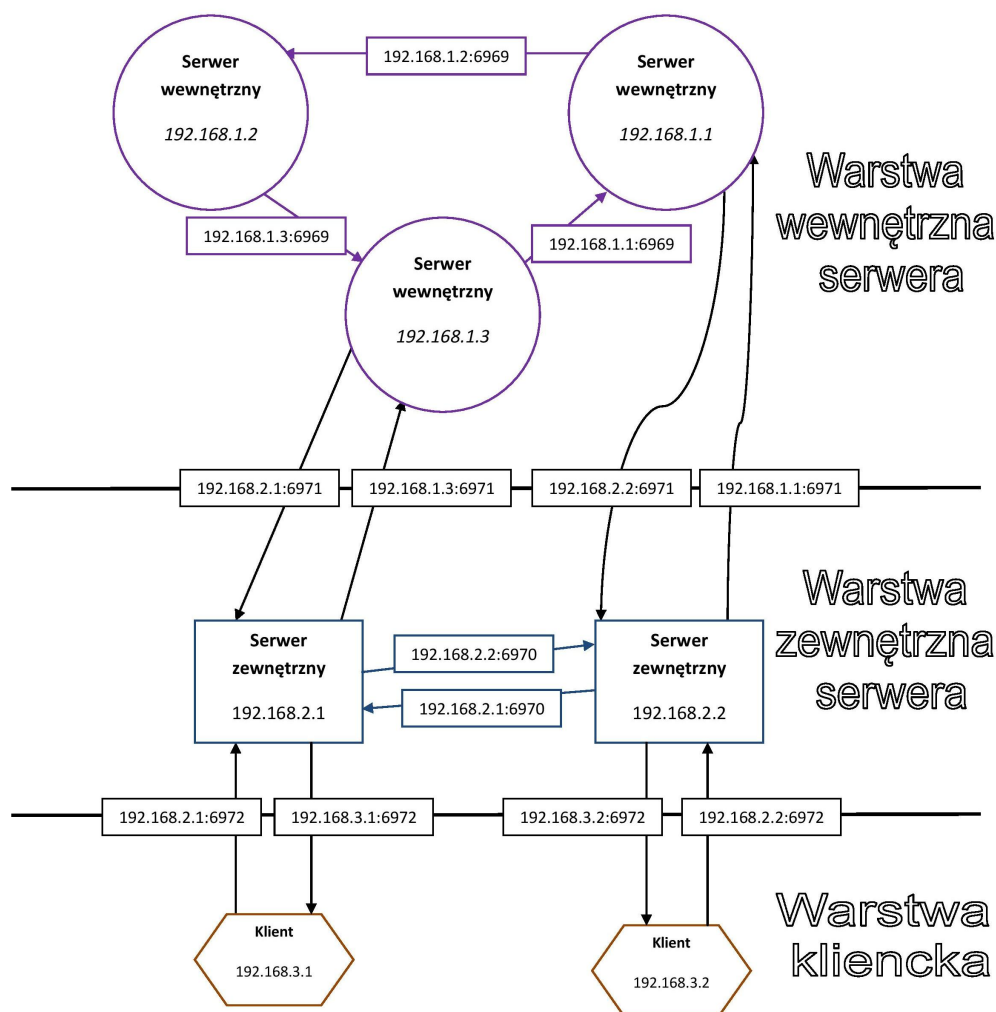 Serwer
wewnętrzny
192.168.1.2
192.168.1.2:6969
Serwer
wewnętrzny
192.168.1.1
192.168.1.3:6969
192.168.1.1:6969
Serwer
wewnętrzny
192.168.1.3
Warstwa
wewnętrzna
serwera
192.168.2.1:6971
192.168.1.3:6971
192.168.2.2:6971
192.168.1.1:6971
Serwer
zewnętrzny
192.168.2.1
192.168.2.2:6970
192.168.2.1:6970
Serwer
zewnętrzny
192.168.2.2
Warstwa
zewnętrzna
serwera
192.168.2.1:6972
192.168.3.1:6972
192.168.3.2:6972
192.168.2.2:6972
Klient
192.168.3.1
Klient
192.168.3.2
Warstwa
kliencka